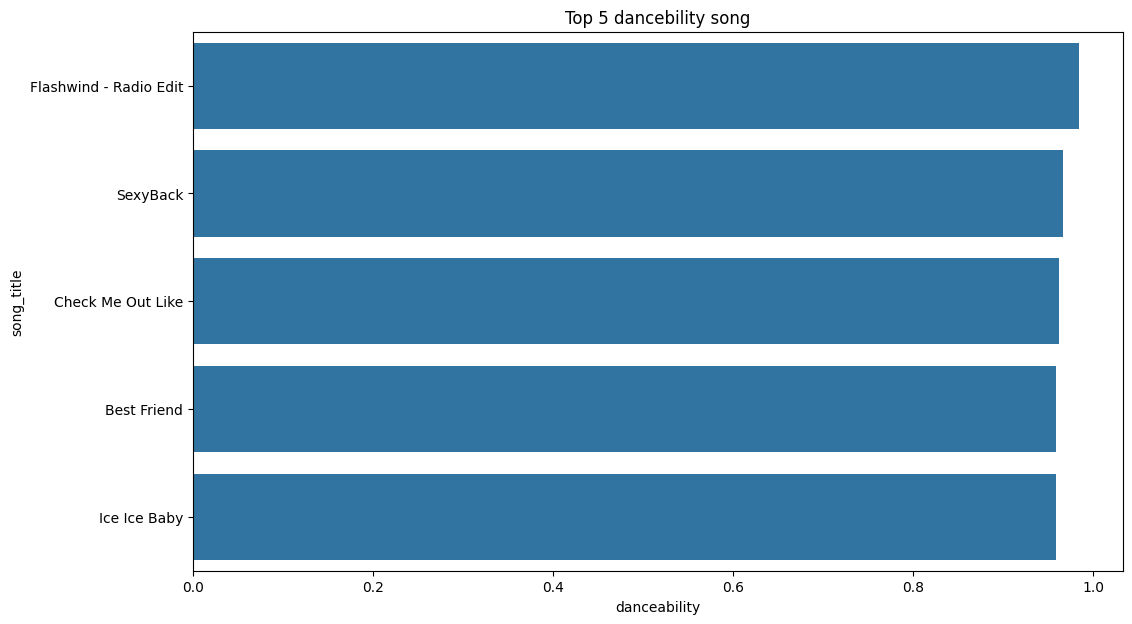 Top 5 dancebility song
Flashwind - Radio Edit
SexyBack
Check Me Out Like
Best Friend
Ice Ice Baby
song_title
0.0 0.2 0.4 0.6 0.8 1.0
danceability